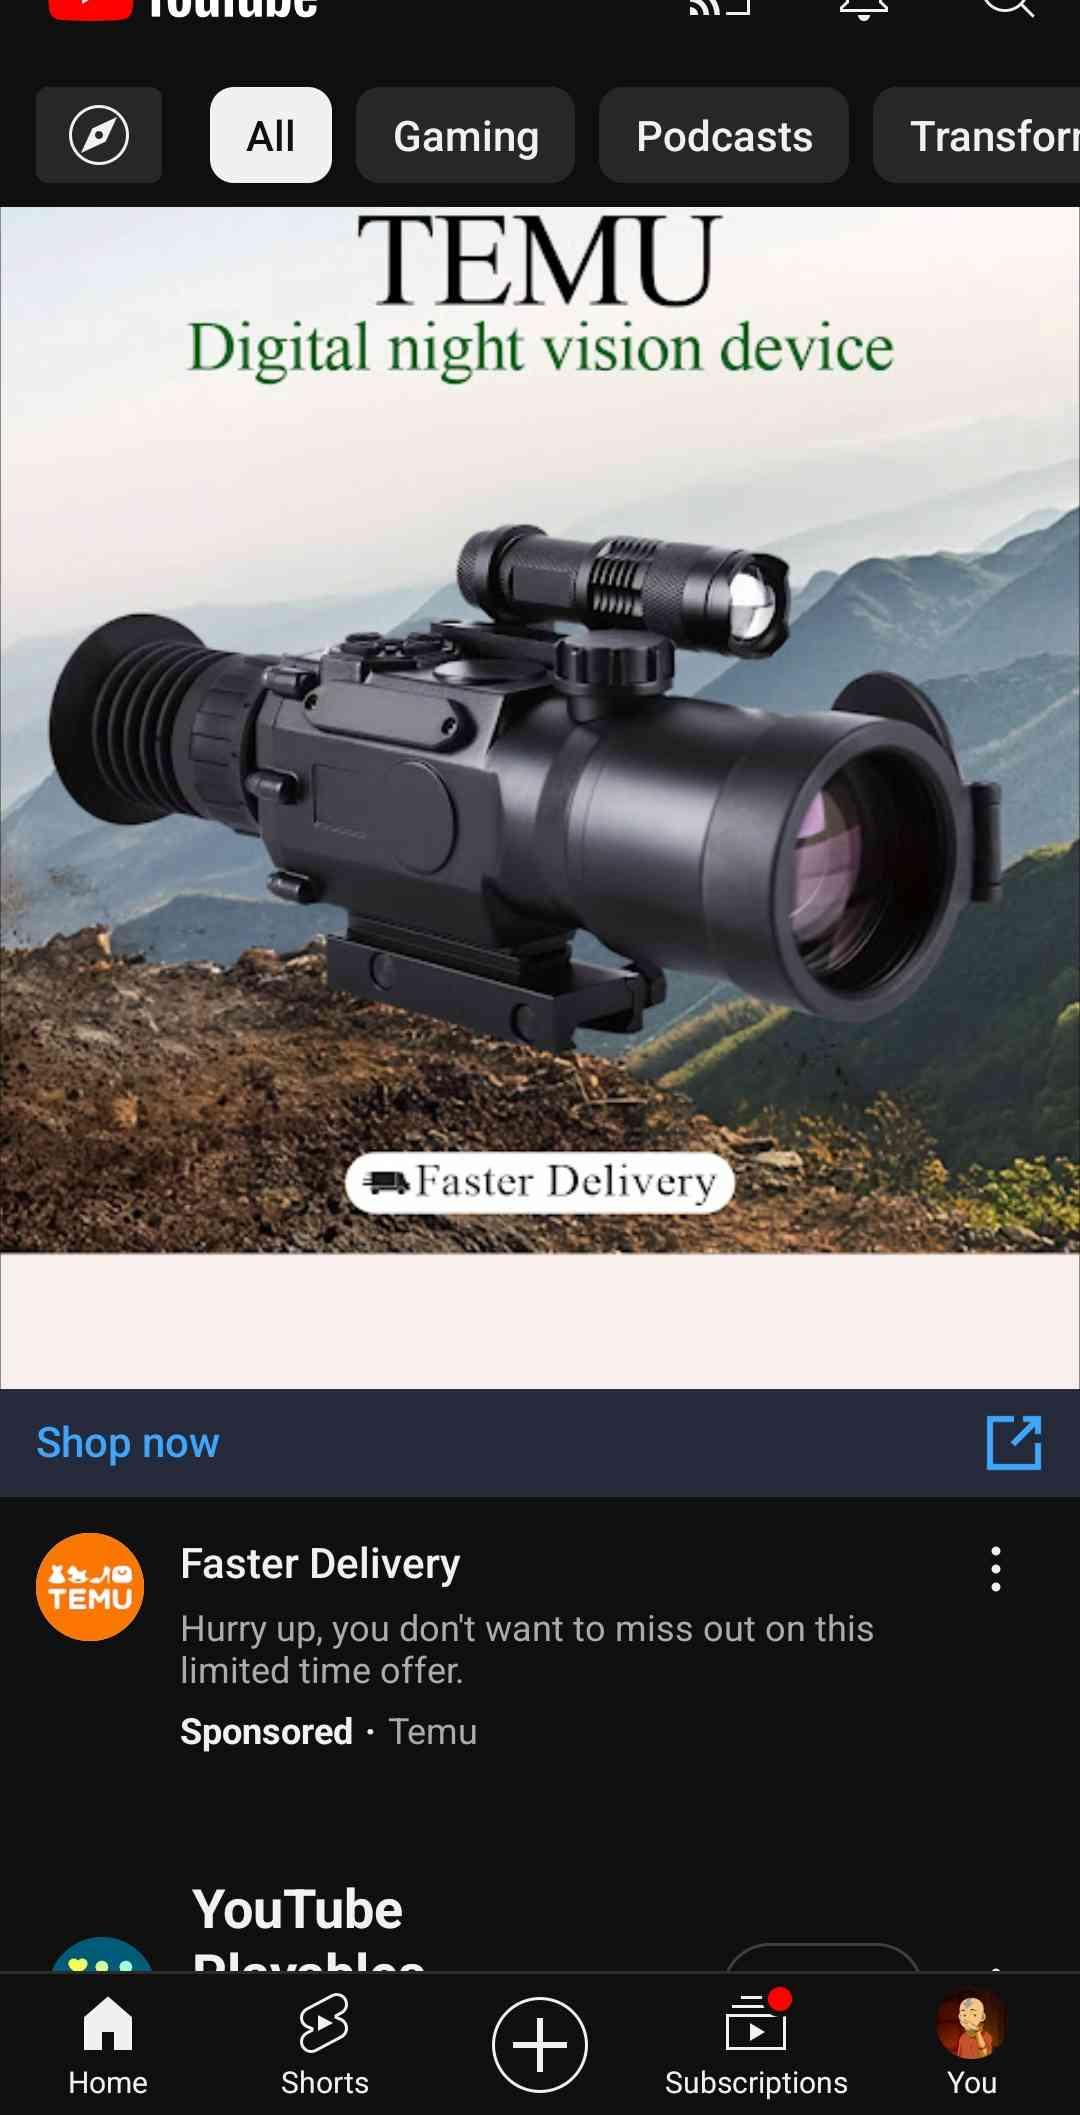 YouTube
All
Gaming
Podcasts
Transfor
TEMU
Digital night vision device
Faster Delivery
Shop now
TEMU
Faster Delivery
Hurry up, you don't want to miss out on this
limited time offer.
Sponsored · Temu
YouTube
Playables
Home
Shorts
Subscriptions
You